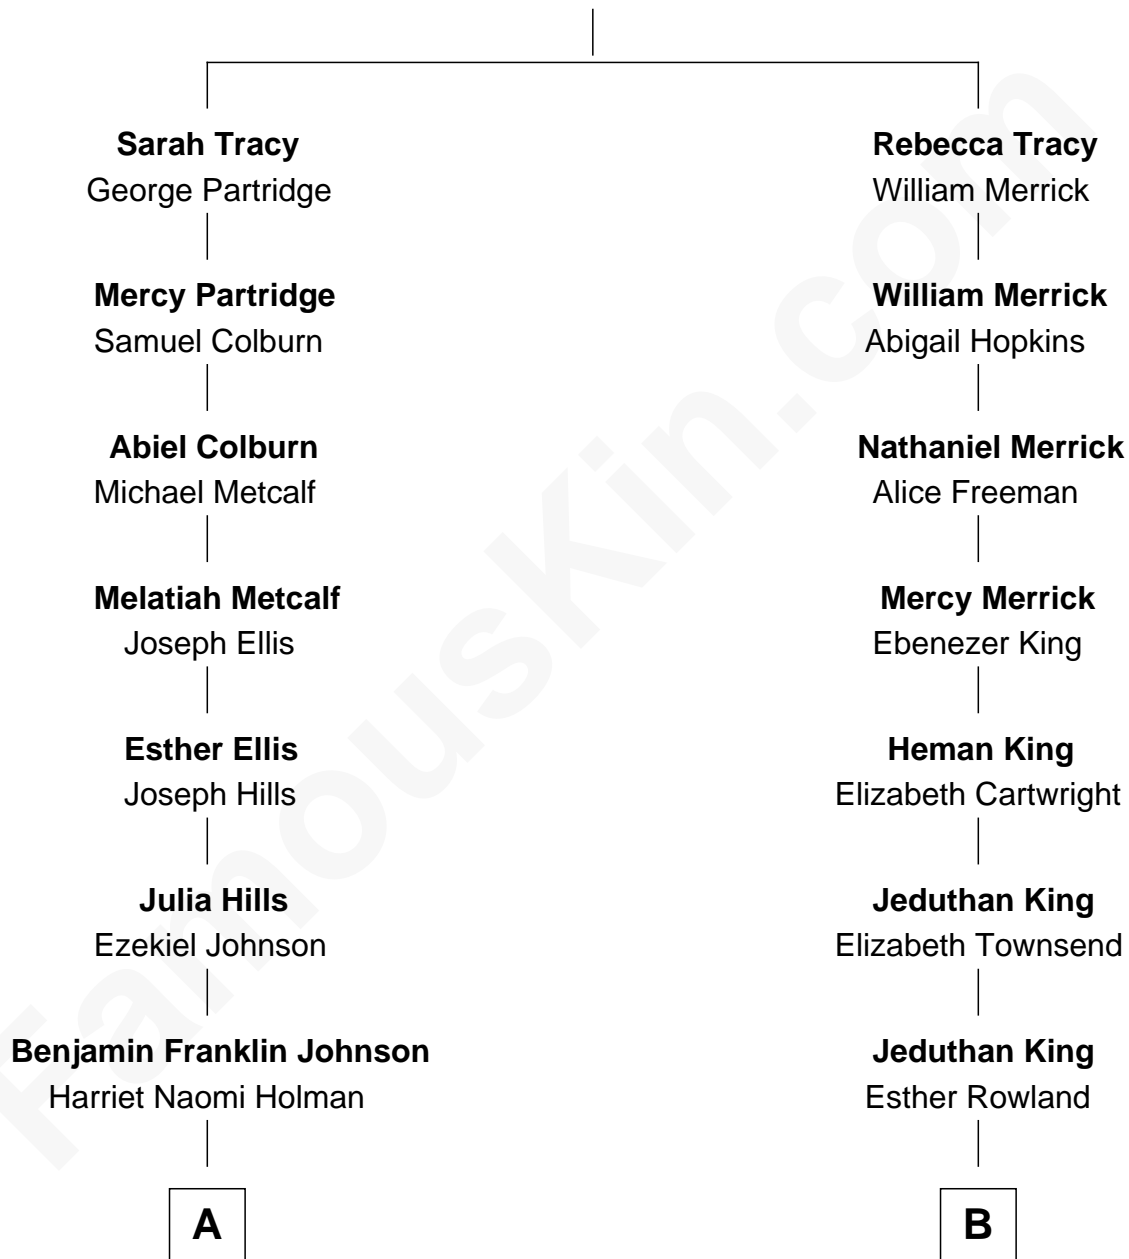 Sarah Tracy
George Partridge
Mercy Partridge
Samuel Colburn
Abiel Colburn
Michael Metcalf
Melatiah Metcalf
Joseph Ellis
Esther Ellis
Joseph Hills
Julia Hills
Ezekiel Johnson
Benjamin Franklin Johnson
Harriet Naomi Holman
A
Rebecca Tracy
William Merrick
William Merrick
Abigail Hopkins
Nathaniel Merrick
Alice Freeman
Mercy Merrick
Ebenezer King
Heman King
Elizabeth Cartwright
Jeduthan King
Elizabeth Townsend
Jeduthan King
Esther Rowland
B
FamousKin.com